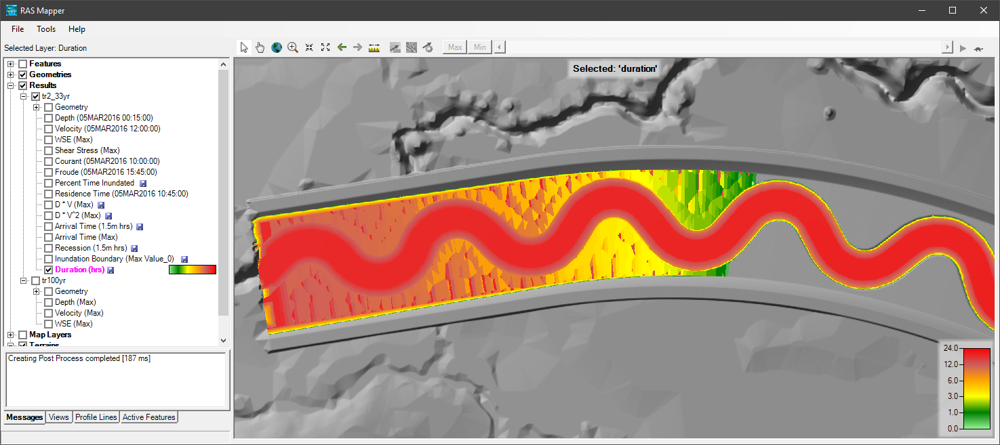 RAS Mapper
File Tools Help
Selected Layer: Duration
Max Min
Features
Geometries
Results
tr2_33yr
Geometry
Depth (05MAR2016 00:15:00)
Velocity (05MAR2016 12:00:00)
WSE (Max)
Shear Stress (Max)
Courant (05MAR2016 10:00:00)
Froude (05MAR2016 15:45:00)
Percent Time Inundated
Residence Time (05MAR2016 10:45:00)
D * V (Max)
D * V^2 (Max)
Arrival Time (1.5m hrs)
Arrival Time (Max)
Recession (1.5m hrs)
Inundation Boundary (Max Value_0)
Duration (hrs)
tr100yr
Geometry
Depth (Max)
Velocity (Max)
WSE (Max)
Map Layers
Terrains
Creating Post Process completed [187 ms]
Messages Views Profile Lines Active Features
Selected: 'duration'
24.0
12.0
6.0
3.0
1.0
0.0